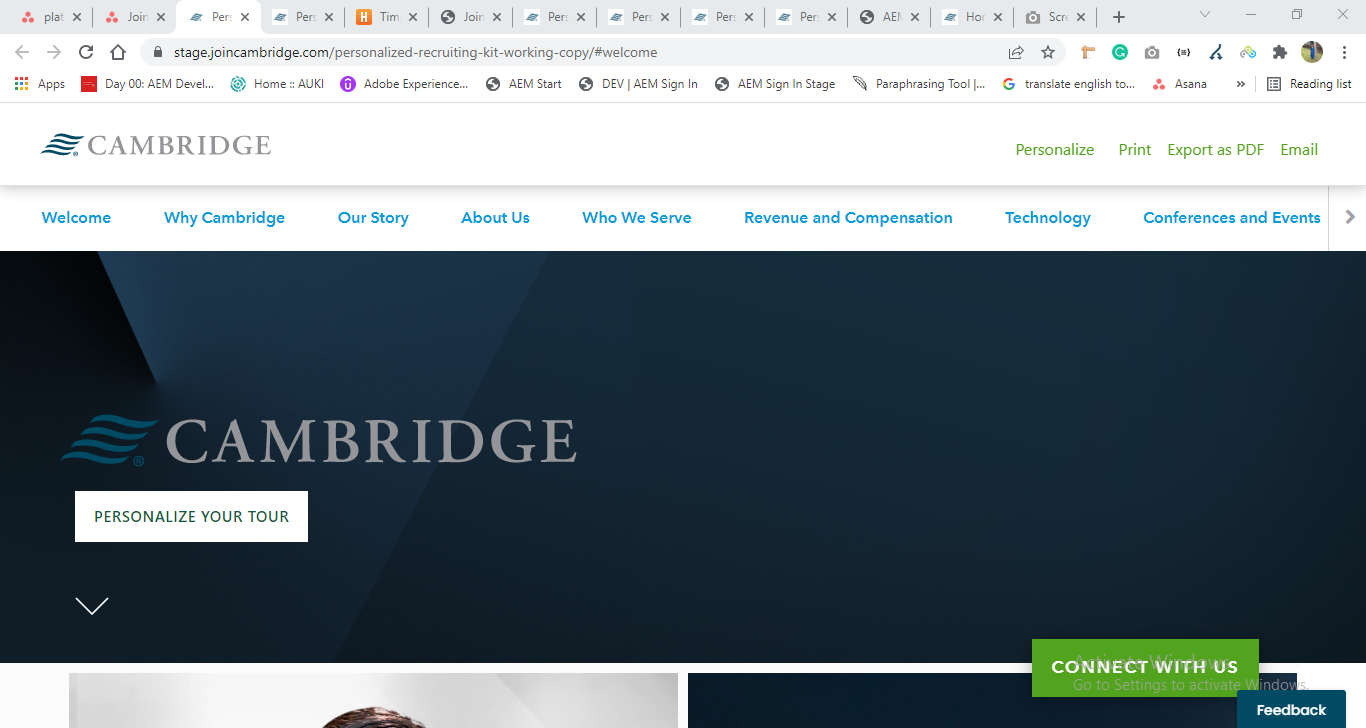 plat
Join
Pers
Pers
Tim
Join
Pers
Pers
Pers
Pers
AEM
Hor
Scre
stage.joincambridge.com/personalized-recruiting-kit-working-copy/#welcome
Apps
Day 00: AEM Devel...
Home :: AUKI
Adobe Experience...
AEM Start
DEV | AEM Sign In
AEM Sign In Stage
Paraphrasing Tool |...
translate english to...
Asana
»
Reading list
CAMBRIDGE
Personalize
Print
Export as PDF
Email
Welcome
Why Cambridge
Our Story
About Us
Who We Serve
Revenue and Compensation
Technology
Conferences and Events
CAMBRIDGE®
PERSONALIZE YOUR TOUR
CONNECT WITH US
Activate Windows
Go to Settings to activate Windows.
Feedback